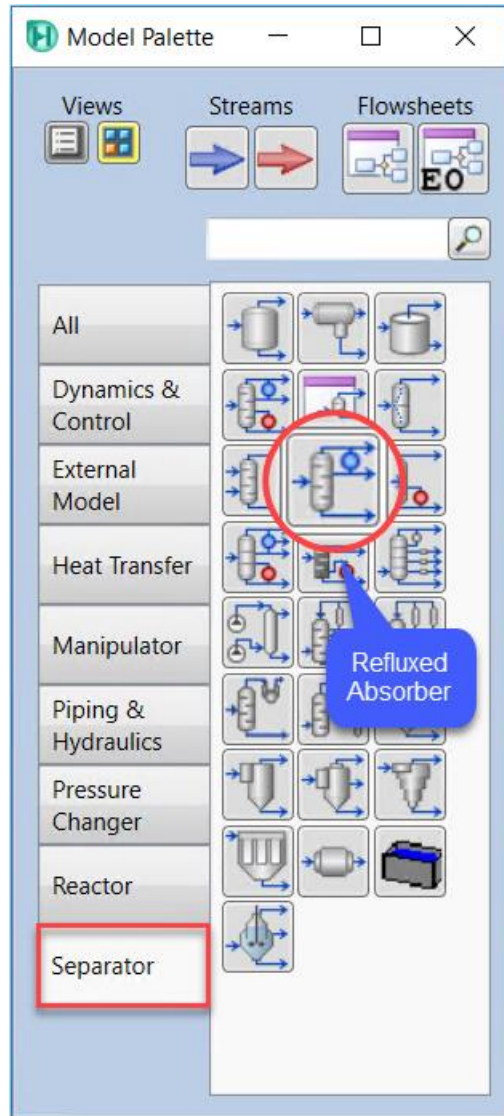 Model Palette
Views Streams Flowsheets
EO
All
Dynamics &
Control
External
Model
Heat Transfer
Manipulator
Piping &
Hydraulics
Pressure
Changer
Reactor
Separator
Refluxed
Absorber